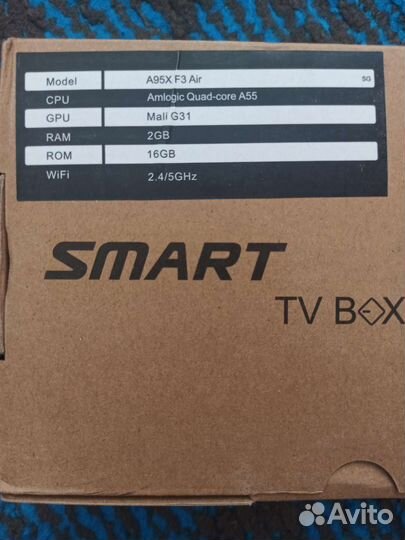 Model A95X F3 Air 5G
CPU Amlogic Quad-core A55
GPU Mali G31
RAM 2GB
ROM 16GB
WiFi 2.4/5GHz
SMART
TV BOX
Avito